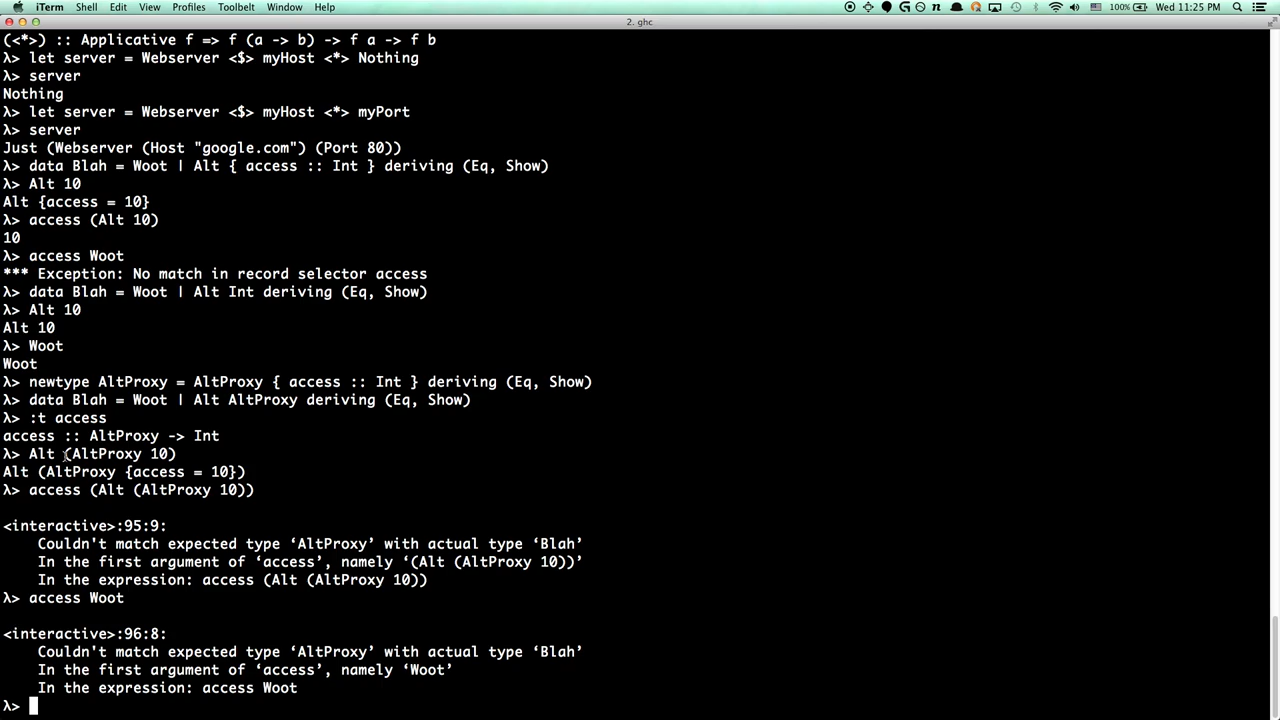 iTerm Shell Edit View Profiles Toolbelt Window Help 100% Wed 11:25 PM
2. ghc
(<*>) :: Applicative f => f (a -> b) -> f a -> f b
λ> let server = Webserver <$> myHost <*> Nothing
λ> server
Nothing
λ> let server = Webserver <$> myHost <*> myPort
λ> server
Just (Webserver (Host "google.com") (Port 80))
λ> data Blah = Woot | Alt { access :: Int } deriving (Eq, Show)
λ> Alt 10
Alt {access = 10}
λ> access (Alt 10)
10
λ> access Woot
*** Exception: No match in record selector access
λ> data Blah = Woot | Alt Int deriving (Eq, Show)
λ> Alt 10
Alt 10
λ> Woot
Woot
λ> newtype AltProxy = AltProxy { access :: Int } deriving (Eq, Show)
λ> data Blah = Woot | Alt AltProxy deriving (Eq, Show)
λ> :t access
access :: AltProxy -> Int
λ> Alt (AltProxy 10)
Alt (AltProxy {access = 10})
λ> access (Alt (AltProxy 10))
<interactive>:95:9:
Couldn't match expected type ‘AltProxy’ with actual type ‘Blah’
In the first argument of ‘access’, namely ‘(Alt (AltProxy 10))’
In the expression: access (Alt (AltProxy 10))
λ> access Woot
<interactive>:96:8:
Couldn't match expected type ‘AltProxy’ with actual type ‘Blah’
In the first argument of ‘access’, namely ‘Woot’
In the expression: access Woot
λ>